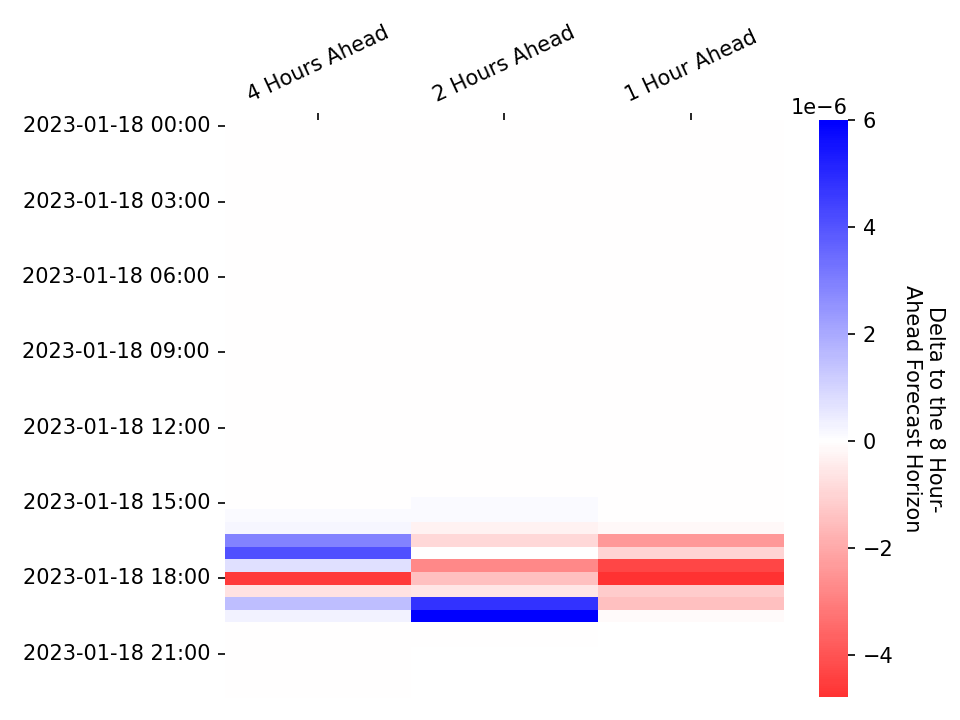 4 Hours Ahead
2 Hours Ahead
1 Hour Ahead
1e−6
2023-01-18 00:00
2023-01-18 03:00
2023-01-18 06:00
2023-01-18 09:00
2023-01-18 12:00
2023-01-18 15:00
2023-01-18 18:00
2023-01-18 21:00
6
4
2
0
−2
−4
Delta to the 8 Hour-
Ahead Forecast Horizon